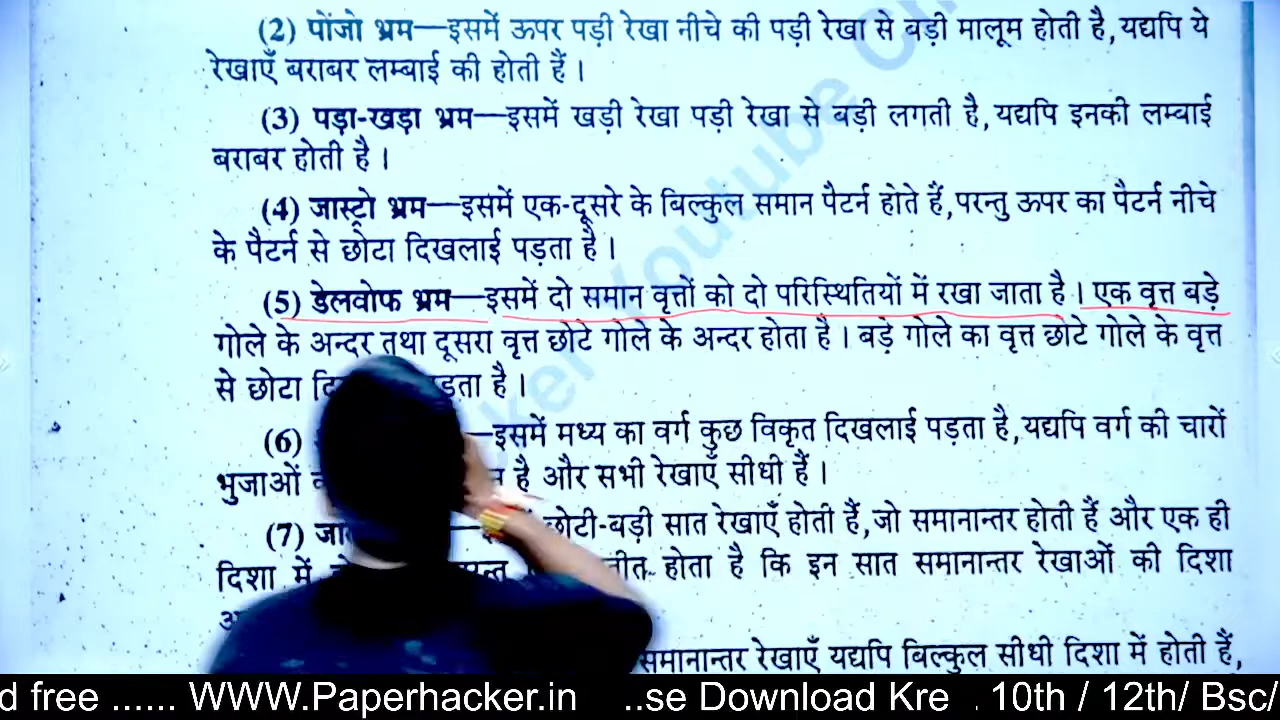 (2) पोंजो भ्रम—इसमें ऊपर पड़ी रेखा नीचे की पड़ी रेखा से बड़ी मालूम होती है, यद्यपि ये
रेखाएँ बराबर लम्बाई की होती हैं।
(3) पड़ा-खड़ा भ्रम—इसमें खड़ी रेखा पड़ी रेखा से बड़ी लगती है, यद्यपि इनकी लम्बाई
बराबर होती है।
(4) जास्ट्रो भ्रम—इसमें एक-दूसरे के बिल्कुल समान पैटर्न होते हैं, परन्तु ऊपर का पैटर्न नीचे
के पैटर्न से छोटा दिखलाई पड़ता है।
(5) डेलवोफ भ्रम—इसमें दो समान वृत्तों को दो परिस्थितियों में रखा जाता है। एक वृत्त बड़े
गोले के अन्दर तथा दूसरा वृत्त छोटे गोले के अन्दर होता है। बड़े गोले का वृत्त छोटे गोले के वृत्त
से छोटा है।
(6) —इसमें मध्य का वर्ग कुछ विकृत दिखलाई पड़ता है, यद्यपि वर्ग की चारों
भुजाओं है और सभी रेखाएँ सीधी हैं।
(7) छोटी-बड़ी सात रेखाएँ होती हैं, जो समानान्तर होती हैं और एक ही
दिशा में होता है कि इन सात समानान्तर रेखाओं की दिशा
समानान्तर रेखाएँ यद्यपि बिल्कुल सीधी दिशा में होती हैं,
Youtube
d free ...... WWW.Paperhacker.in ..se Download Kre . 10th / 12th/ Bsc/